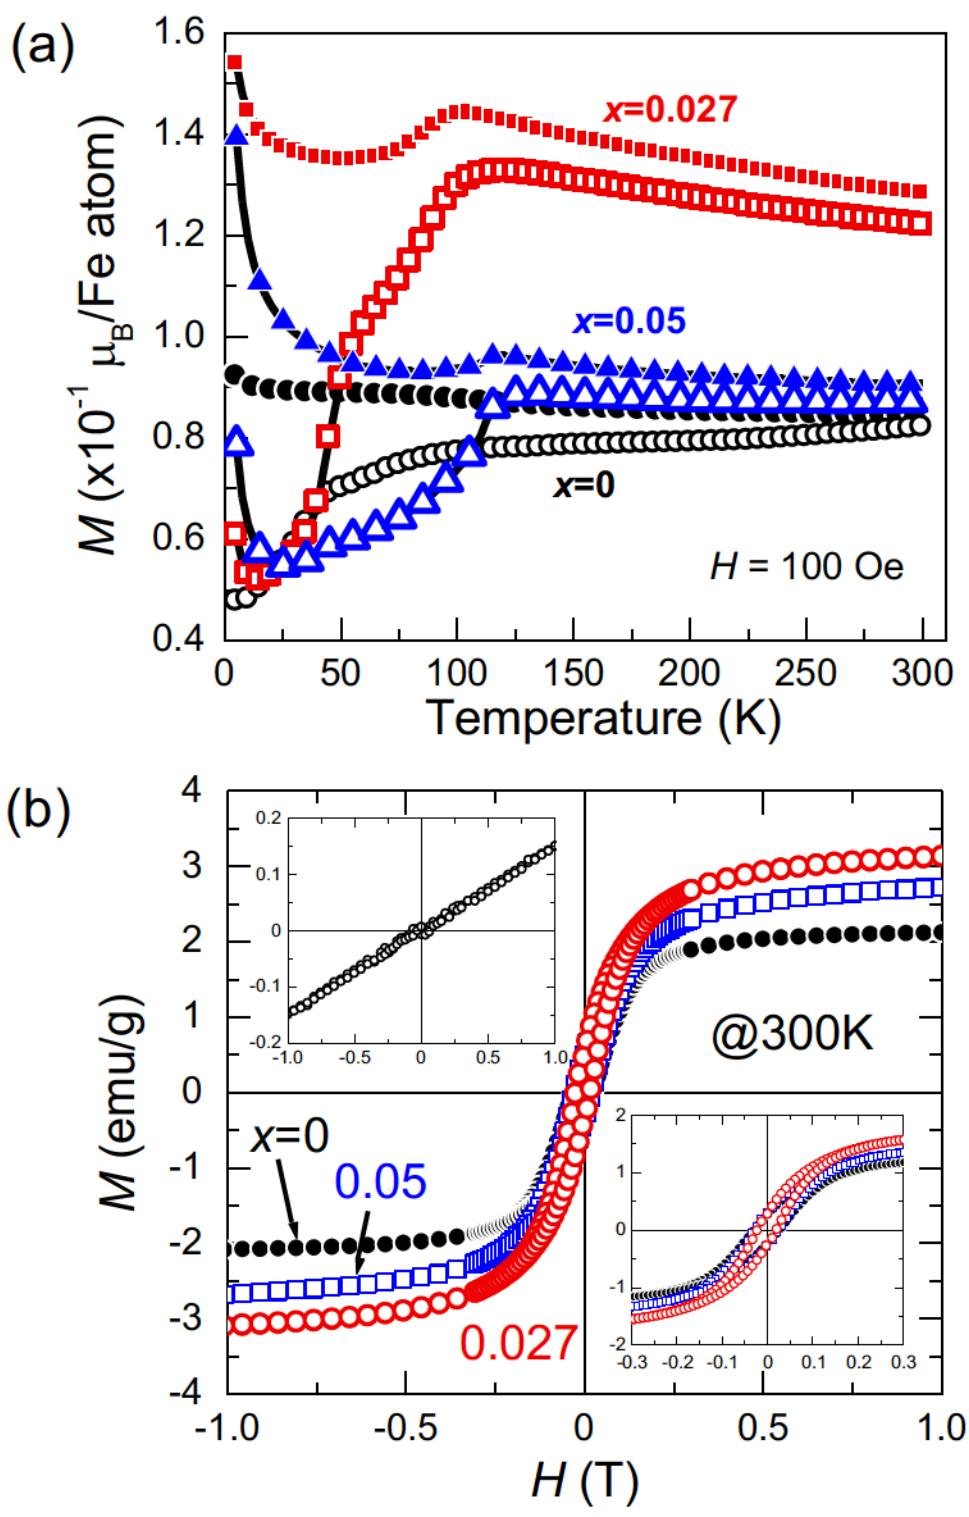 (a)
1.6
1.4
1.2
1.0
0.8
0.6
0.4
M (x10⁻¹ μB/Fe atom)
x=0.027
x=0.05
x=0
H = 100 Oe
0 50 100 150 200 250 300
Temperature (K)
(b)
4
3
2
1
0
-1
-2
-3
-4
M (emu/g)
0.2
0.1
0
-0.1
-0.2
-1.0 -0.5 0 0.5 1.0
@300K
x=0
0.05
0.027
2
1
0
-1
-2
-0.3 -0.2 -0.1 0 0.1 0.2 0.3
-1.0 -0.5 0 0.5 1.0
H (T)